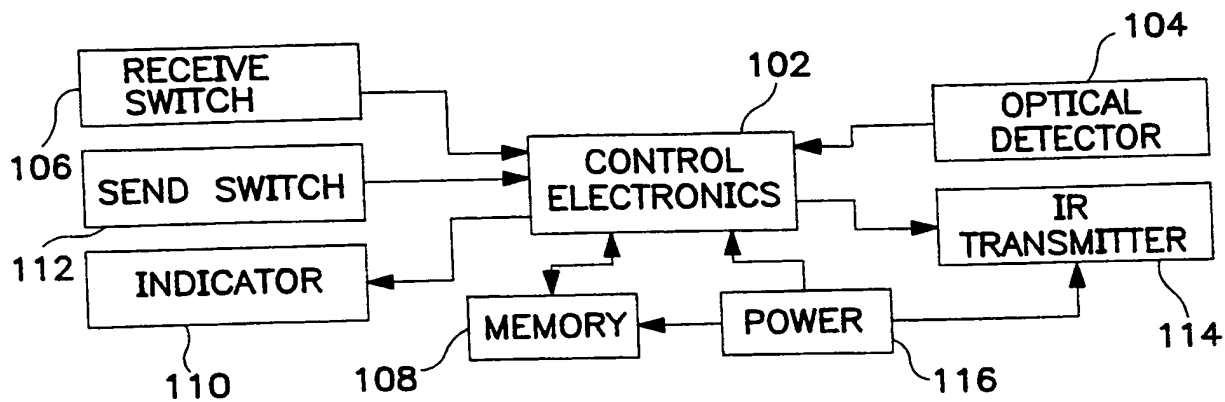 RECEIVE
SWITCH
106
SEND SWITCH
112
INDICATOR
110
102
CONTROL
ELECTRONICS
MEMORY
108
POWER
116
104
OPTICAL
DETECTOR
IR
TRANSMITTER
114